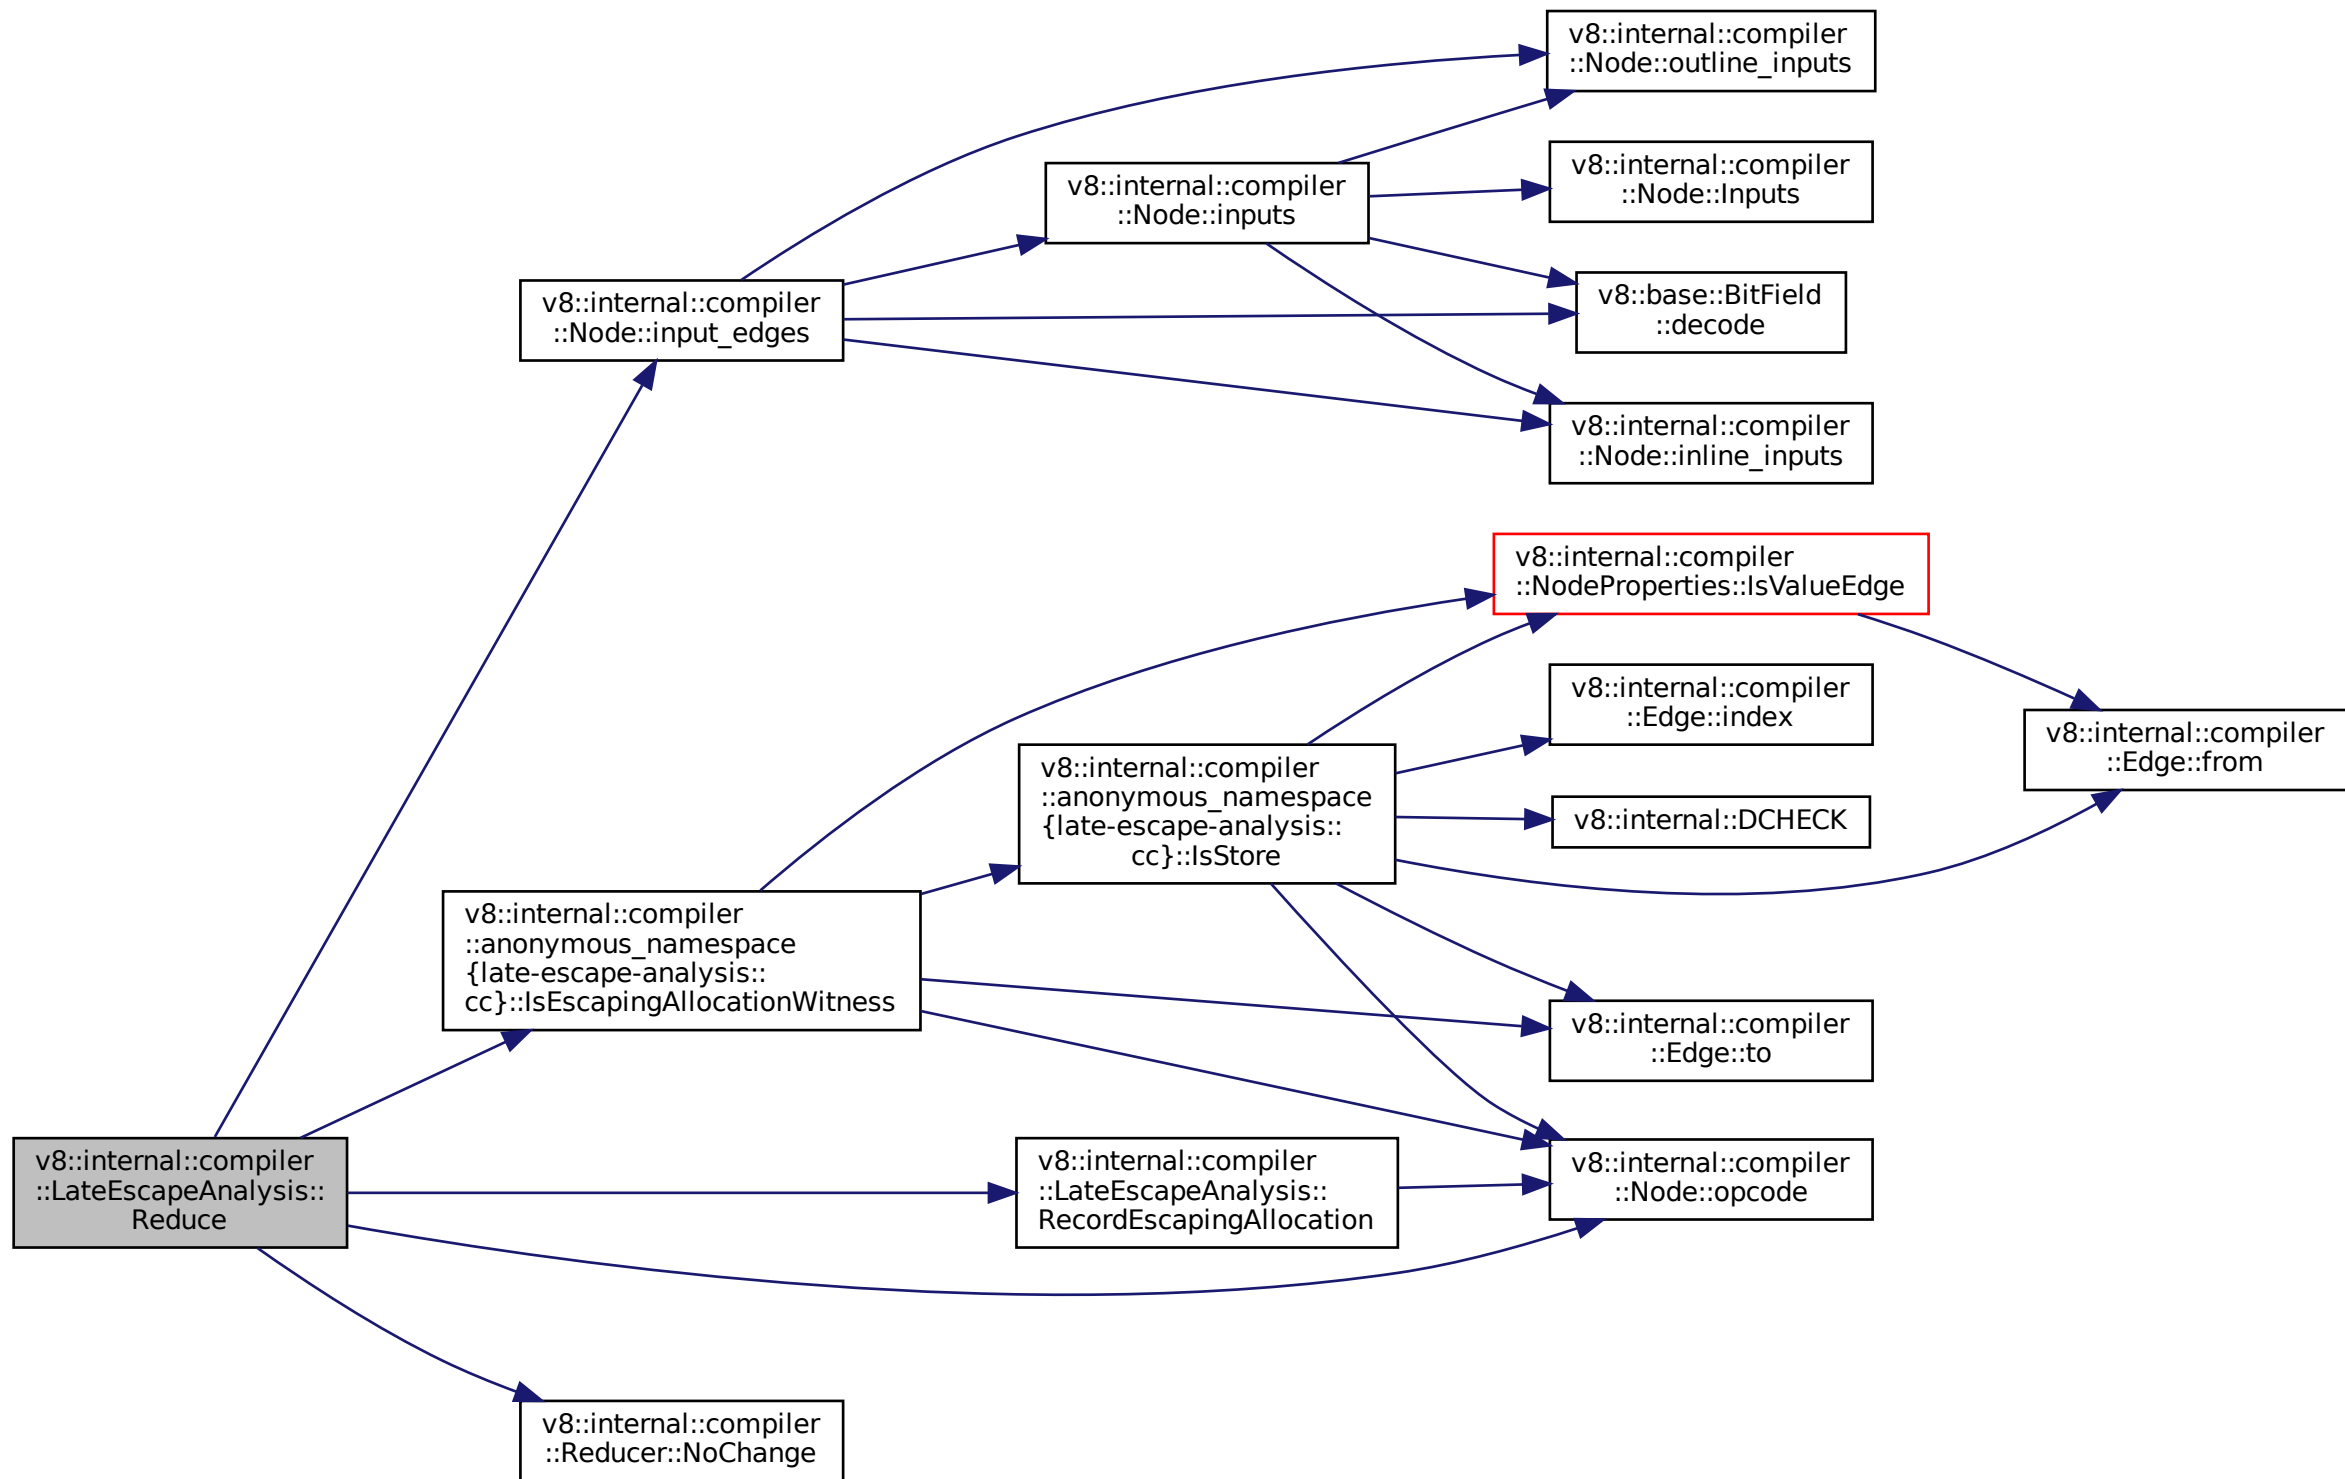 v8::internal::compiler
::Node::outline_inputs
v8::internal::compiler
::Node::Inputs
v8::internal::compiler
::Node::inputs
v8::base::BitField
::decode
v8::internal::compiler
::Node::input_edges
v8::internal::compiler
::Node::inline_inputs
v8::internal::compiler
::NodeProperties::IsValueEdge
v8::internal::compiler
::Edge::index
v8::internal::compiler
::Edge::from
v8::internal::compiler
::anonymous_namespace
{late-escape-analysis::
cc}::IsStore
v8::internal::DCHECK
v8::internal::compiler
::anonymous_namespace
{late-escape-analysis::
cc}::IsEscapingAllocationWitness
v8::internal::compiler
::Edge::to
v8::internal::compiler
::LateEscapeAnalysis::
Reduce
v8::internal::compiler
::LateEscapeAnalysis::
RecordEscapingAllocation
v8::internal::compiler
::Node::opcode
v8::internal::compiler
::Reducer::NoChange